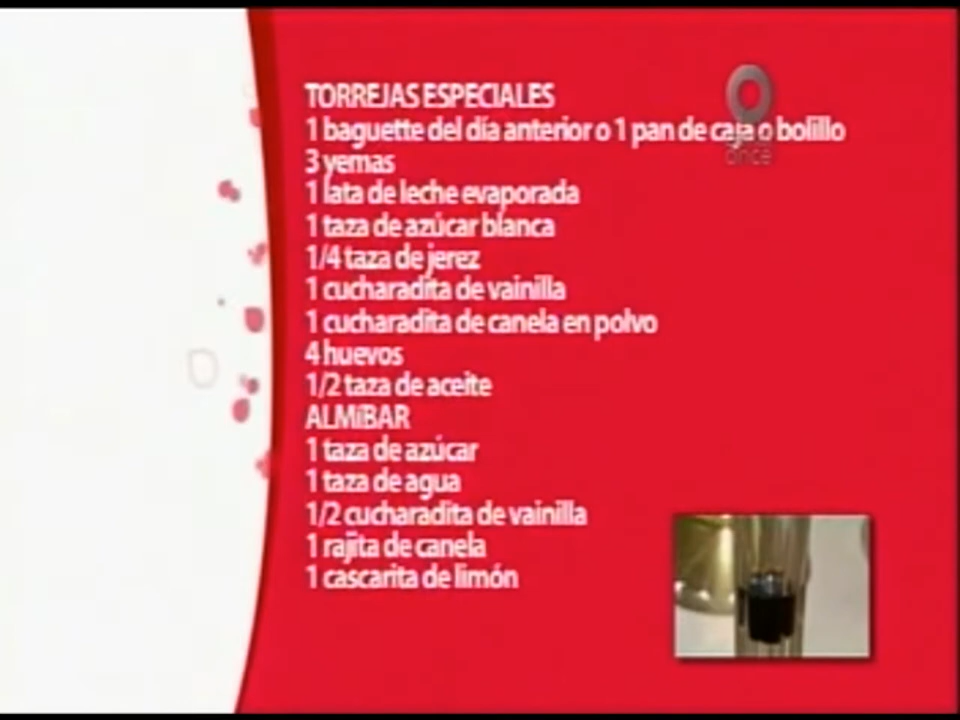 TORREJAS ESPECIALES
1 baguette del día anterior o 1 pan de caja o bolillo
3 yemas
1 lata de leche evaporada
1 taza de azúcar blanca
1/4 taza de jerez
1 cucharadita de vainilla
1 cucharadita de canela en polvo
4 huevos
1/2 taza de aceite
ALMíBAR
1 taza de azúcar
1 taza de agua
1/2 cucharadita de vainilla
1 rajita de canela
1 cascarita de limón
once